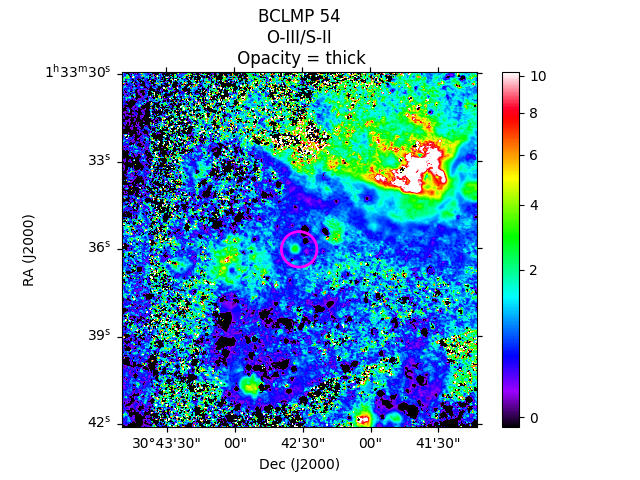 BCLMP 54
O-III/S-II
Opacity = thick
1ʰ33ᵐ30ˢ
33ˢ
36ˢ
39ˢ
42ˢ
RA (J2000)
30°43'30" 00" 42'30" 00" 41'30"
Dec (J2000)
10
8
6
4
2
0